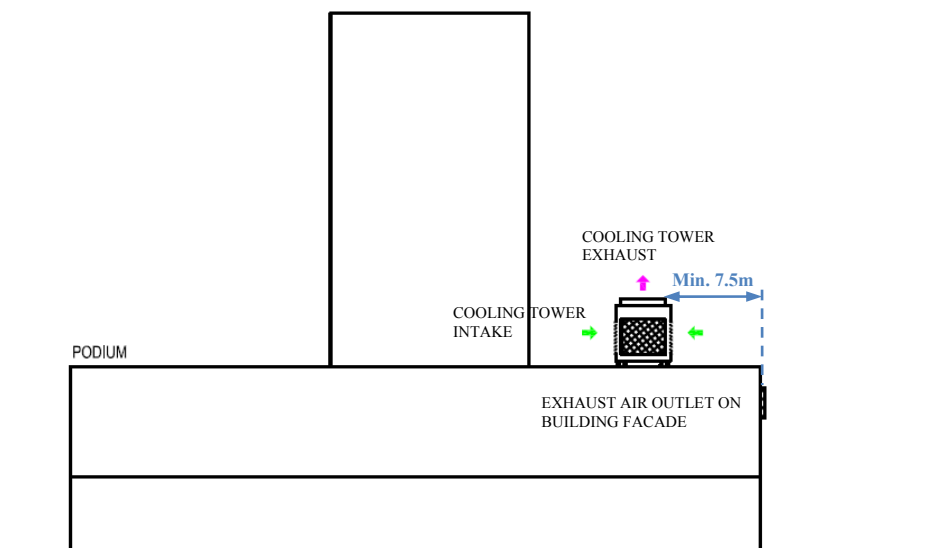 COOLING TOWER
EXHAUST
Min. 7.5m
COOLING TOWER
INTAKE
PODIUM
EXHAUST AIR OUTLET ON
BUILDING FACADE